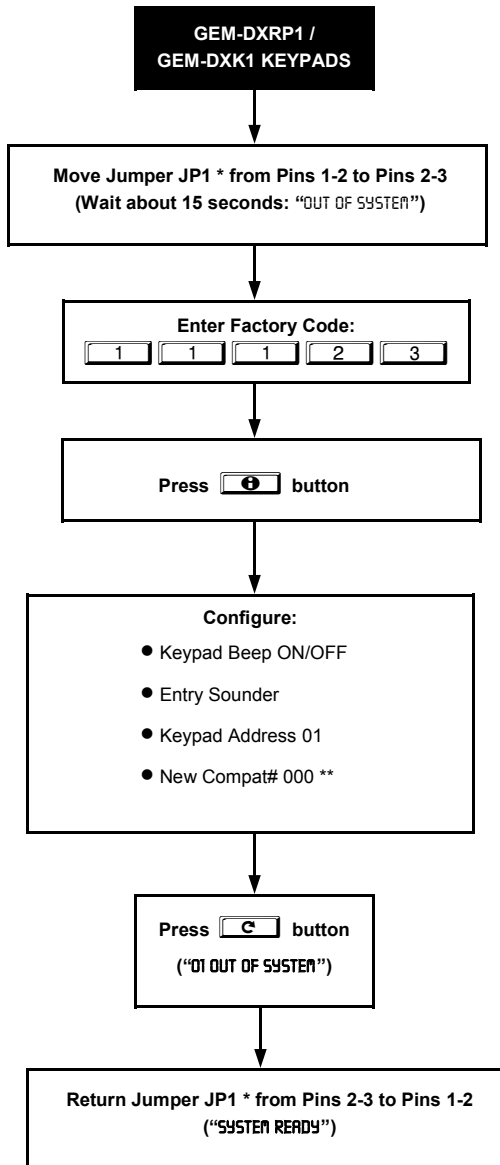 GEM-DXRP1 /
GEM-DXK1 KEYPADS
Move Jumper JP1 * from Pins 1-2 to Pins 2-3
(Wait about 15 seconds: “OUT OF SYSTEM”)
Enter Factory Code:
1 1 1 2 3
Press button
Configure:
● Keypad Beep ON/OFF
● Entry Sounder
● Keypad Address 01
● New Compat# 000 **
Press button
(“01 OUT OF SYSTEM”)
Return Jumper JP1 * from Pins 2-3 to Pins 1-2
(“SYSTEM READY”)